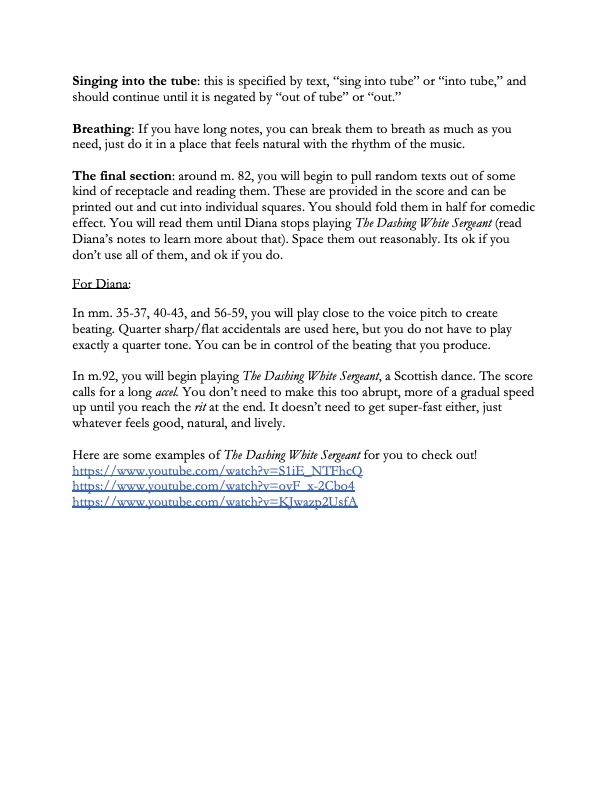 Singing into the tube: this is specified by text, “sing into tube” or “into tube,” and
should continue until it is negated by “out of tube” or “out.”
Breathing: If you have long notes, you can break them to breath as much as you
need, just do it in a place that feels natural with the rhythm of the music.
The final section: around m. 82, you will begin to pull random texts out of some
kind of receptacle and reading them. These are provided in the score and can be
printed out and cut into individual squares. You should fold them in half for comedic
effect. You will read them until Diana stops playing The Dashing White Sergeant (read
Diana’s notes to learn more about that). Space them out reasonably. Its ok if you
don’t use all of them, and ok if you do.
For Diana:
In mm. 35-37, 40-43, and 56-59, you will play close to the voice pitch to create
beating. Quarter sharp/flat accidentals are used here, but you do not have to play
exactly a quarter tone. You can be in control of the beating that you produce.
In m.92, you will begin playing The Dashing White Sergeant, a Scottish dance. The score
calls for a long accel. You don’t need to make this too abrupt, more of a gradual speed
up until you reach the rit at the end. It doesn’t need to get super-fast either, just
whatever feels good, natural, and lively.
Here are some examples of The Dashing White Sergeant for you to check out!
https://www.youtube.com/watch?v=S1iE_NTFhcQ
https://www.youtube.com/watch?v=ovF_x-2Cbo4
https://www.youtube.com/watch?v=KJwazp2UsfA